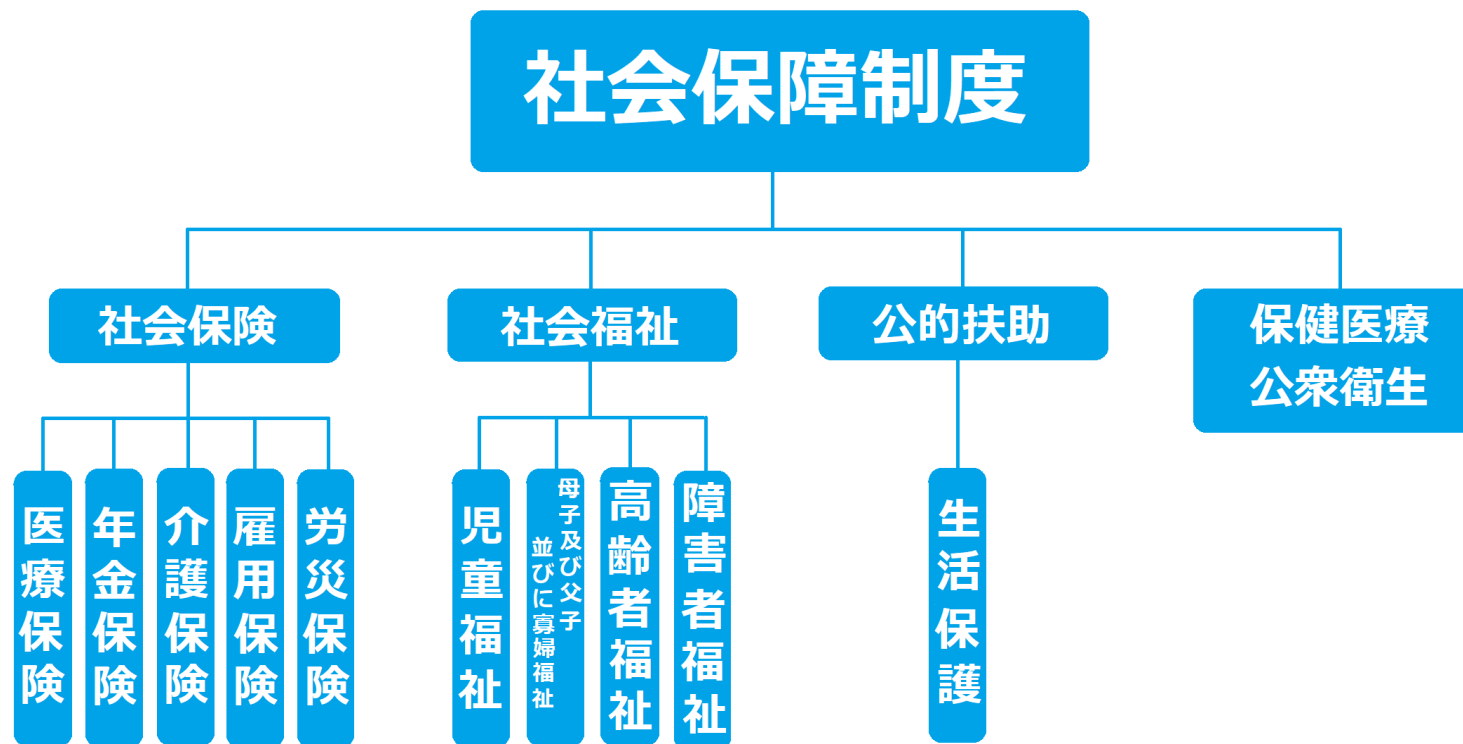 社会保障制度
社会保険
社会福祉
公的扶助
保健医療
公衆衛生
医療保険
年金保険
介護保険
雇用保険
労災保険
児童福祉
母子及び父子
並びに寡婦福祉
高齢者福祉
障害者福祉
生活保護